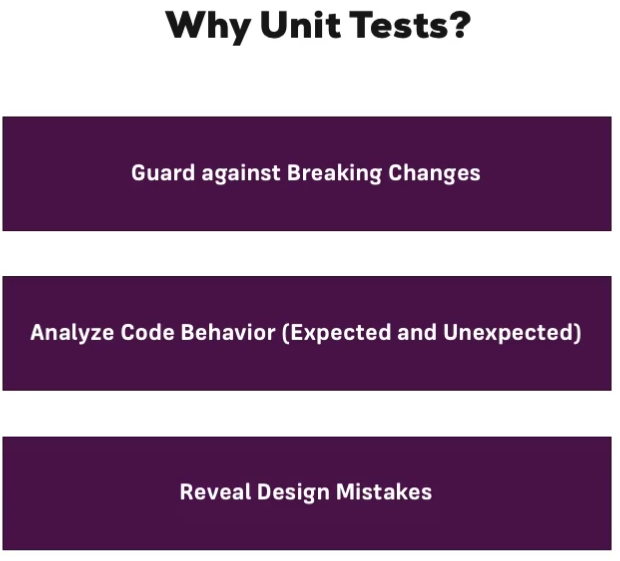 Why Unit Tests?
Guard against Breaking Changes
Analyze Code Behavior (Expected and Unexpected)
Reveal Design Mistakes